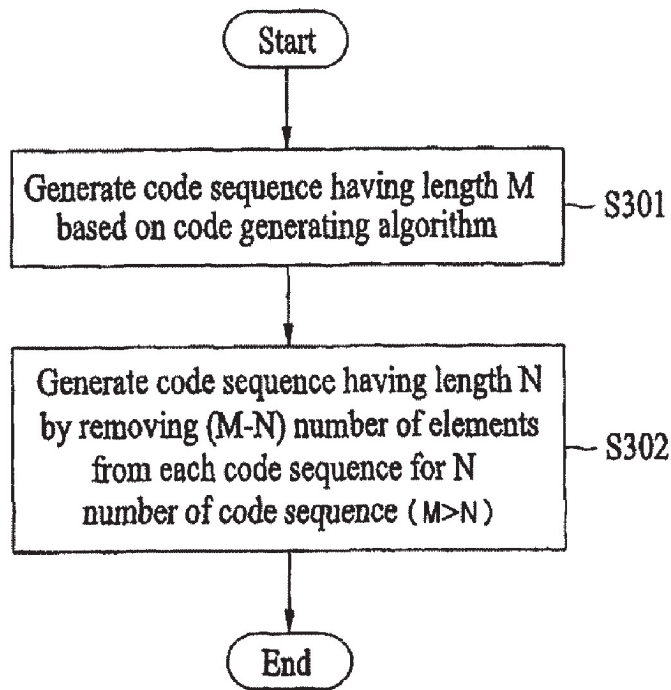 Start
Generate code sequence having length M
based on code generating algorithm
S301
Generate code sequence having length N
by removing (M-N) number of elements
from each code sequence for N
number of code sequence (M>N)
S302
End